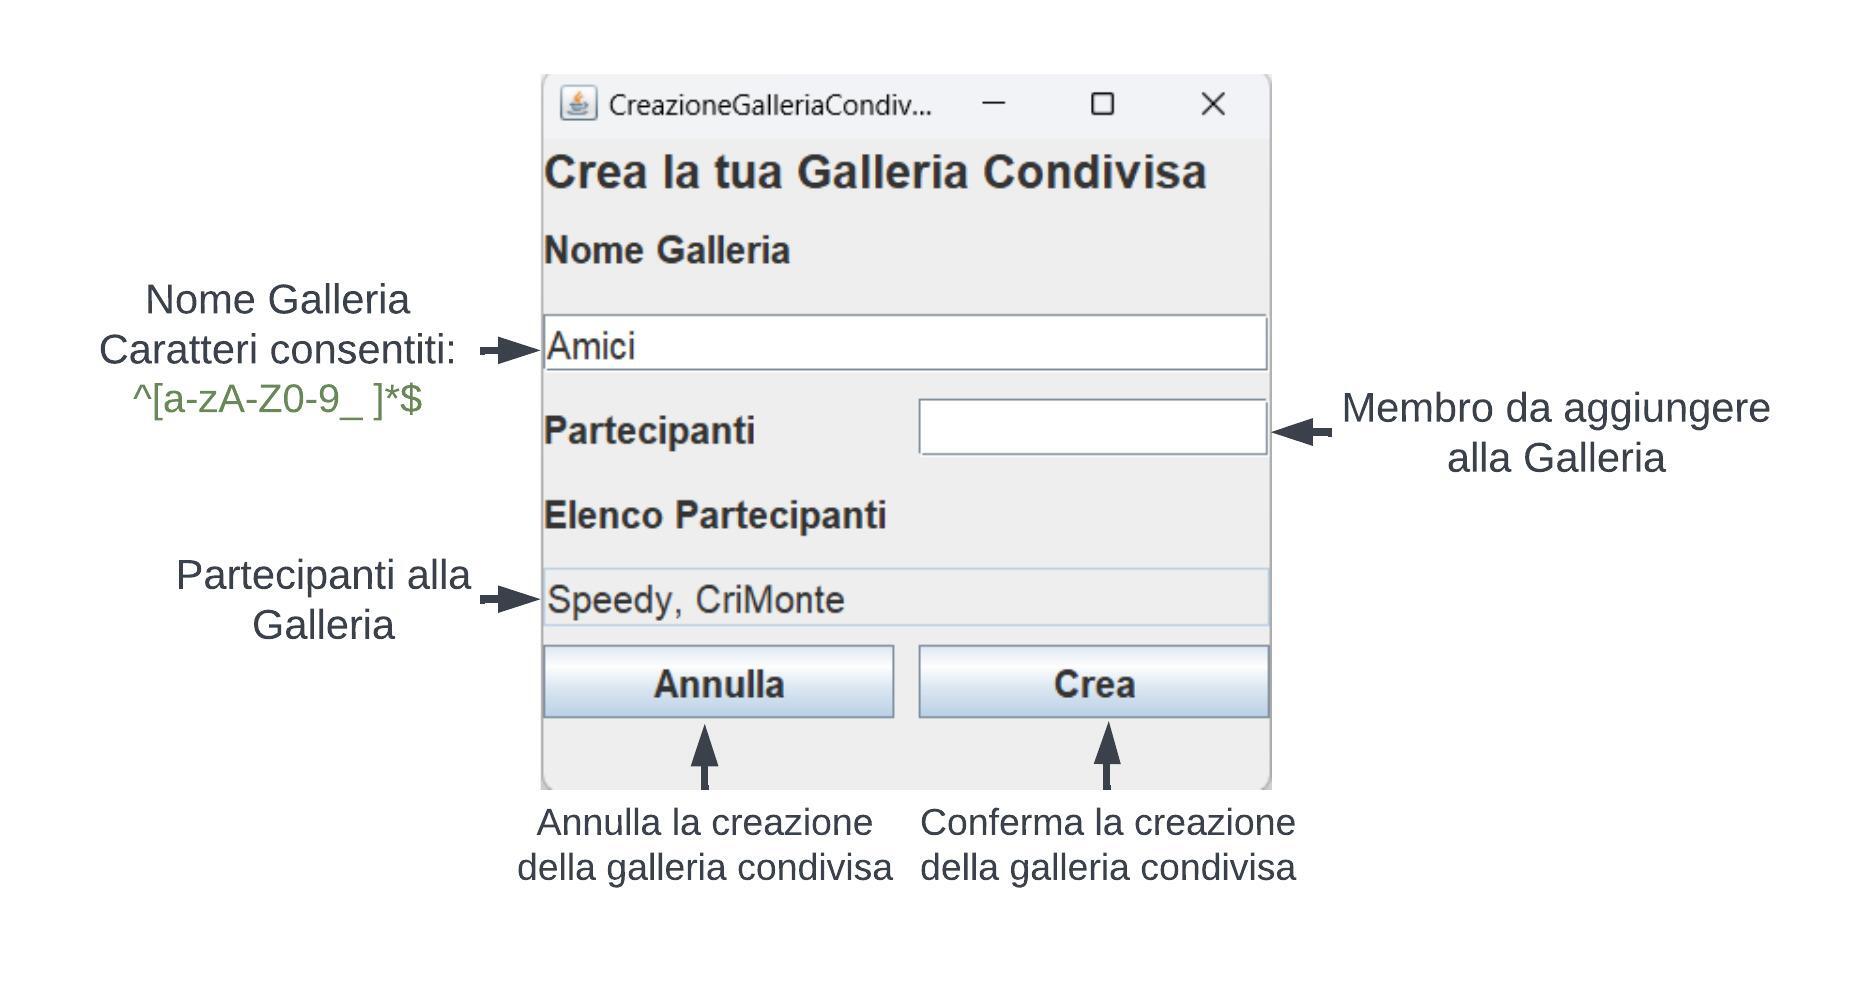 CreazioneGalleriaCondiv...
Crea la tua Galleria Condivisa
Nome Galleria
Nome Galleria
Caratteri consentiti:
^[a-zA-Z0-9_ ]*$
Amici
Partecipanti
Membro da aggiungere
alla Galleria
Elenco Partecipanti
Partecipanti alla
Galleria
Speedy, CriMonte
Annulla
Crea
Annulla la creazione
della galleria condivisa
Conferma la creazione
della galleria condivisa